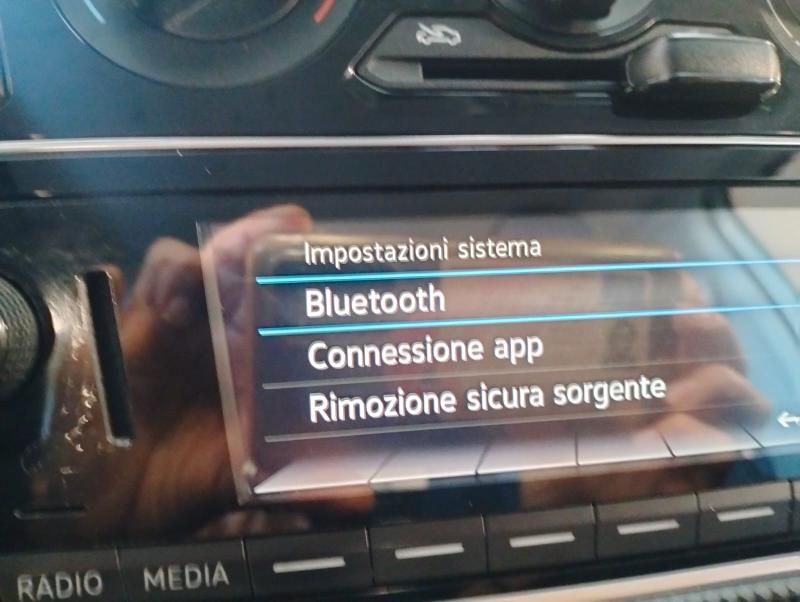 Impostazioni sistema
Bluetooth
Connessione app
Rimozione sicura sorgente
RADIO
MEDIA